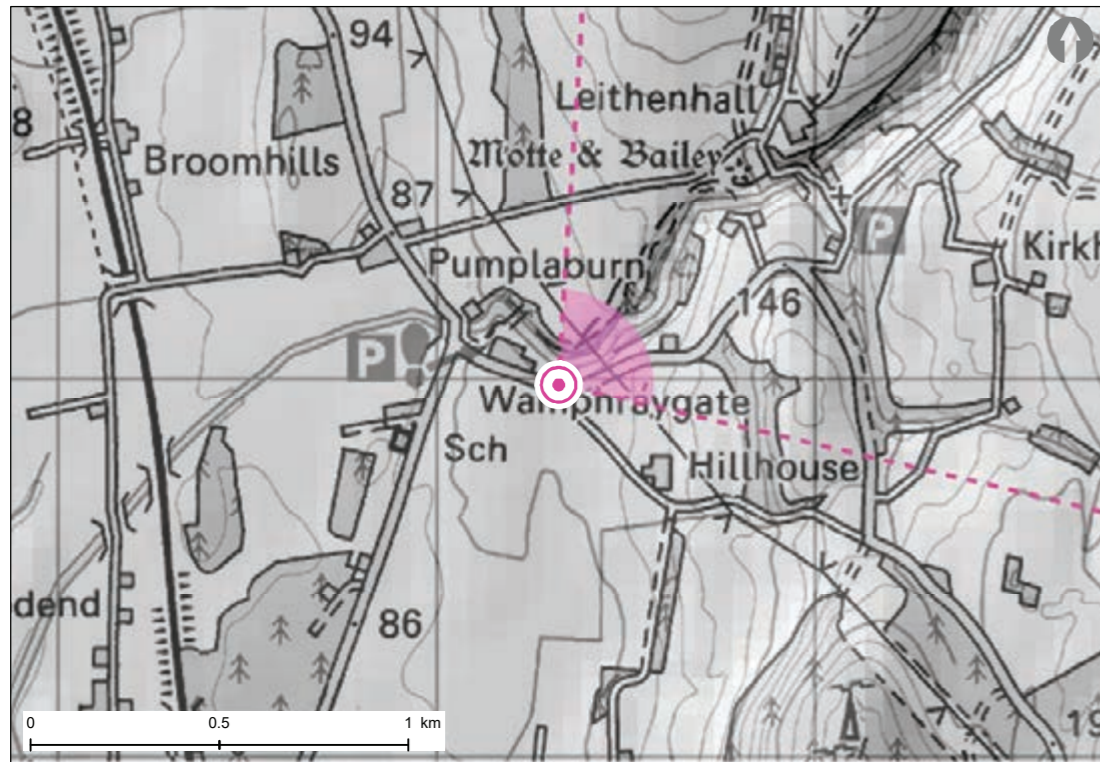 94
Leithenhall
8
Broomhills
Motte & Bailey
87
P
Kirkh
Pumplaburn
146
P
Wamphraygate
Sch
Hillhouse
dend
86
19
0 0.5 1 km